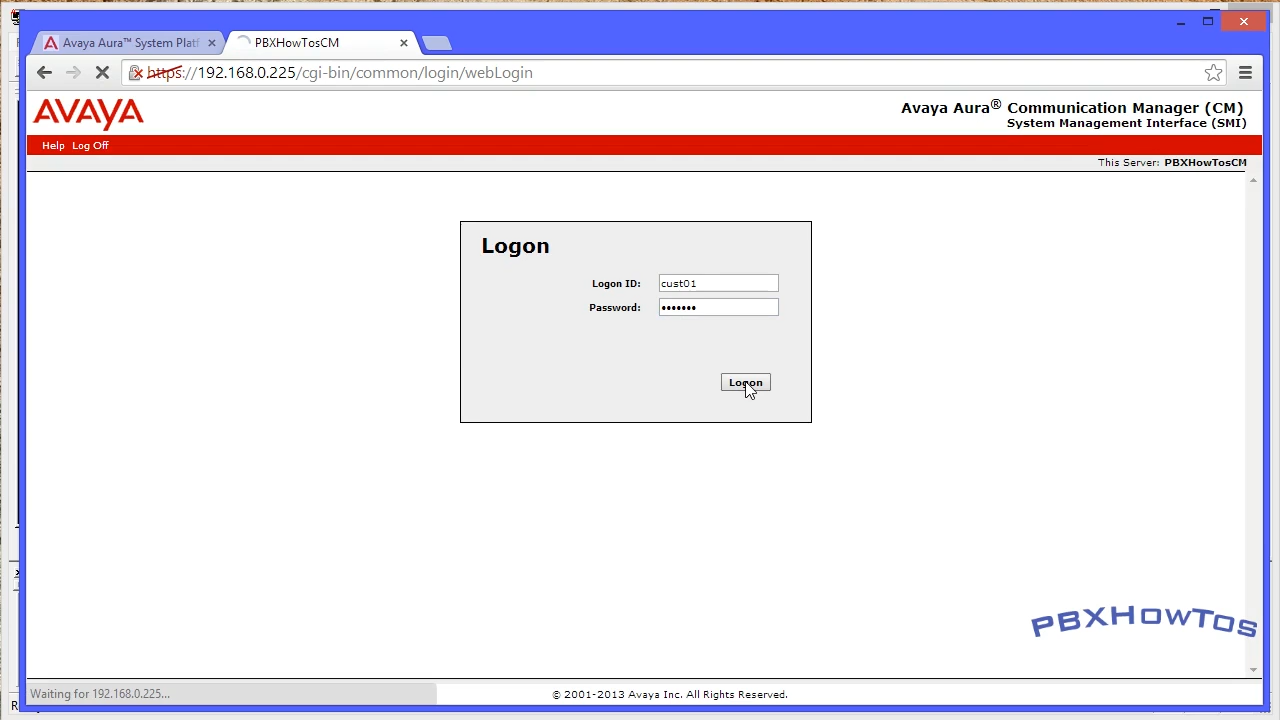 Avaya Aura™ System Platf
PBXHowTosCM
https://192.168.0.225/cgi-bin/common/login/webLogin
AVAYA
Avaya Aura® Communication Manager (CM)
System Management Interface (SMI)
Help Log Off
This Server: PBXHowTosCM
Logon
Logon ID: cust01
Password: •••••••
Logon
PBXHowTos
Waiting for 192.168.0.225...
© 2001-2013 Avaya Inc. All Rights Reserved.